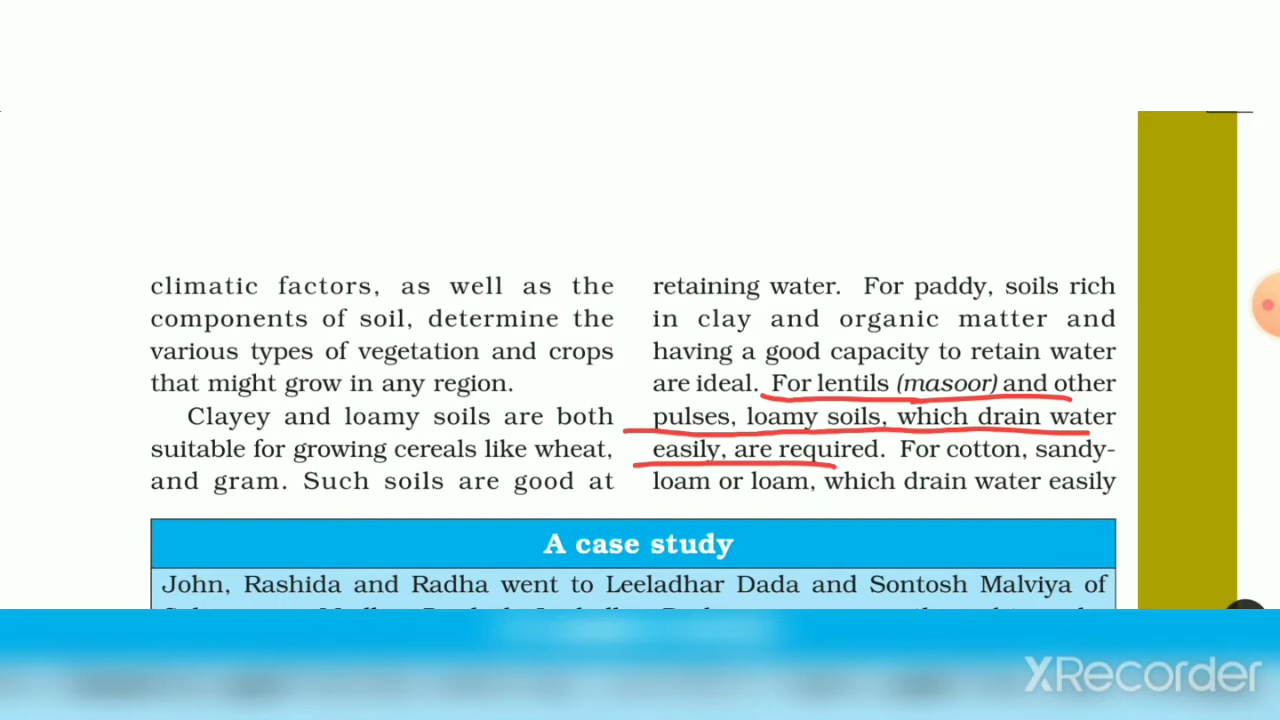 climatic factors, as well as the
components of soil, determine the
various types of vegetation and crops
that might grow in any region.
Clayey and loamy soils are both
suitable for growing cereals like wheat,
and gram. Such soils are good at
retaining water. For paddy, soils rich
in clay and organic matter and
having a good capacity to retain water
are ideal. For lentils (masoor) and other
pulses, loamy soils, which drain water
easily, are required. For cotton, sandy-
loam or loam, which drain water easily
A case study
John, Rashida and Radha went to Leeladhar Dada and Sontosh Malviya of
XRecorder